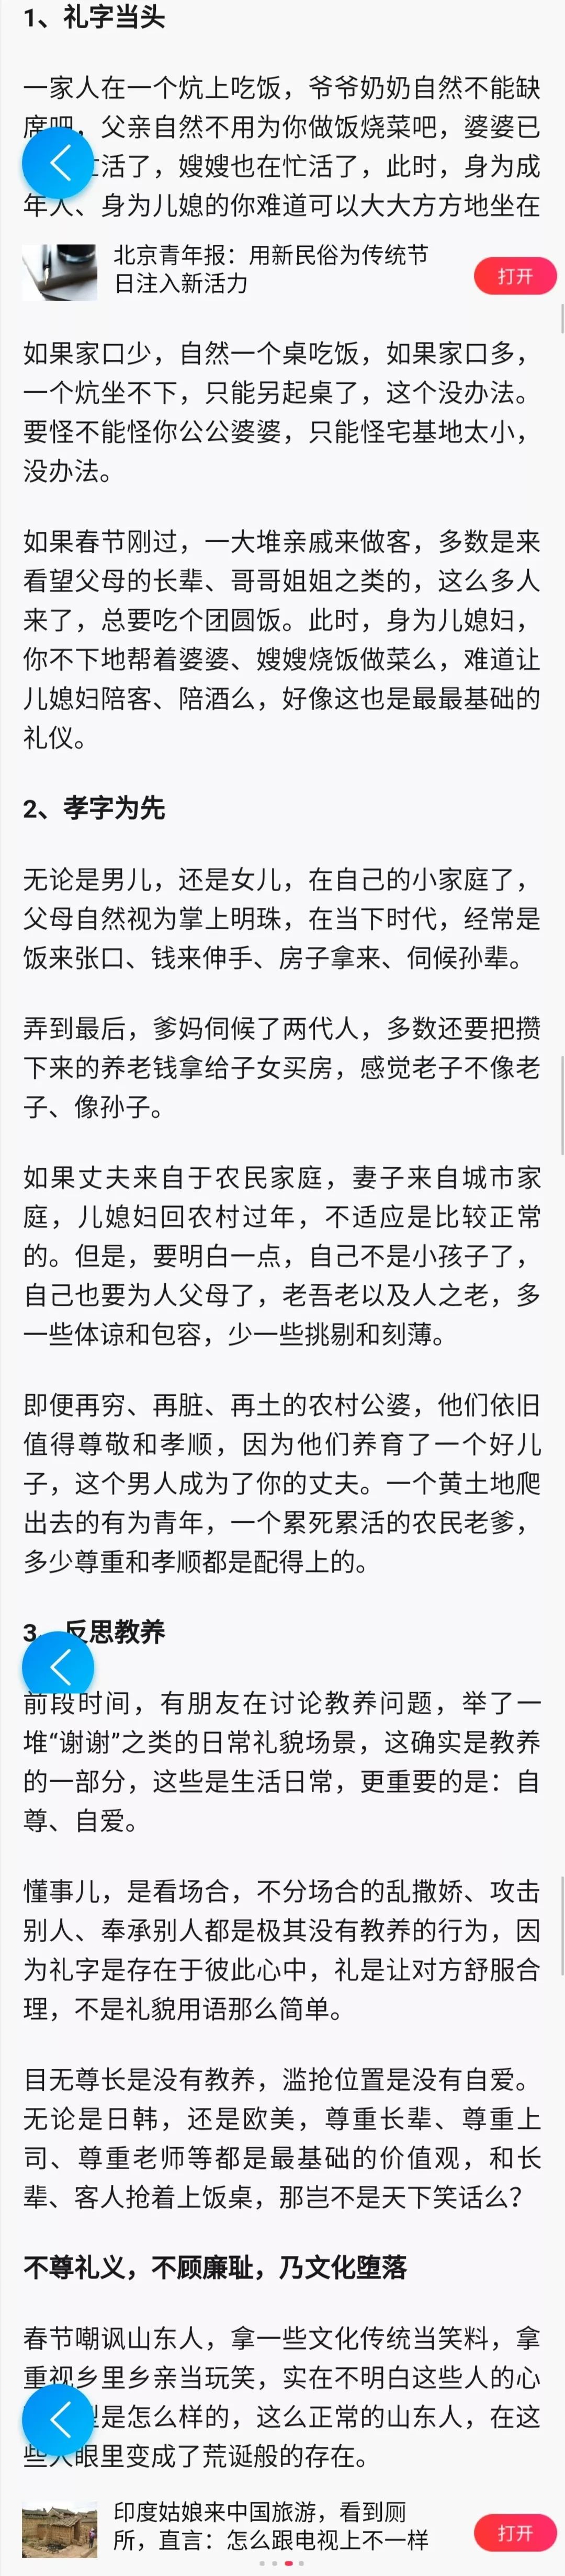 1、礼字当头
一家人在一个炕上吃饭，爷爷奶奶自然不能缺
席吧，父亲自然不用为你做饭烧菜吧，婆婆已
活了，嫂嫂也在忙活了，此时，身为成
年人、身为儿媳的你难道可以大大方方地坐在
北京青年报：用新民俗为传统节
日注入新活力
打开
如果家口少，自然一个桌吃饭，如果家口多，
一个炕坐不下，只能另起桌了，这个没办法。
要怪不能怪你公公婆婆，只能怪宅基地太小，
没办法。
如果春节刚过，一大堆亲戚来做客，多数是来
看望父母的长辈、哥哥姐姐之类的，这么多人
来了，总要吃个团圆饭。此时，身为儿媳妇，
你不下地帮着婆婆、嫂嫂烧饭做菜么，难道让
儿媳妇陪客、陪酒么，好像这也是最最基础的
礼仪。
2、孝字为先
无论是男儿，还是女儿，在自己的小家庭了，
父母自然视为掌上明珠，在当下时代，经常是
饭来张口、钱来伸手、房子拿来、伺候孙辈。
弄到最后，爹妈伺候了两代人，多数还要把攒
下来的养老钱拿给子女买房，感觉老子不像老
子、像孙子。
如果丈夫来自于农民家庭，妻子来自城市家
庭，儿媳妇回农村过年，不适应是比较正常
的。但是，要明白一点，自己不是小孩子了，
自己也要为人父母了，老吾老以及人之老，多
一些体谅和包容，少一些挑剔和刻薄。
即便再穷、再脏、再土的农村公婆，他们依旧
值得尊敬和孝顺，因为他们养育了一个好儿
子，这个男人成为了你的丈夫。一个黄土地爬
出去的有为青年，一个累死累活的农民老爹，
多少尊重和孝顺都是配得上的。
3、反思教养
前段时间，有朋友在讨论教养问题，举了一
堆“谢谢”之类的日常礼貌场景，这确实是教养
的一部分，这些是生活日常，更重要的是：自
尊、自爱。
懂事儿，是看场合，不分场合的乱撒娇、攻击
别人、奉承别人都是极其没有教养的行为，因
为礼字是存在于彼此心中，礼是让对方舒服合
理，不是礼貌用语那么简单。
目无尊长是没有教养，滥抢位置是没有自爱。
无论是日韩，还是欧美，尊重长辈、尊重上
司、尊重老师等都是最基础的价值观，和长
辈、客人抢着上饭桌，那岂不是天下笑话么？
不尊礼义，不顾廉耻，乃文化堕落
春节嘲讽山东人，拿一些文化传统当笑料，拿
重视乡里乡亲当玩笑，实在不明白这些人的心
是怎么样的，这么正常的山东人，在这
些人眼里变成了荒诞般的存在。
印度姑娘来中国旅游，看到厕
所，直言：怎么跟电视上不一样
打开